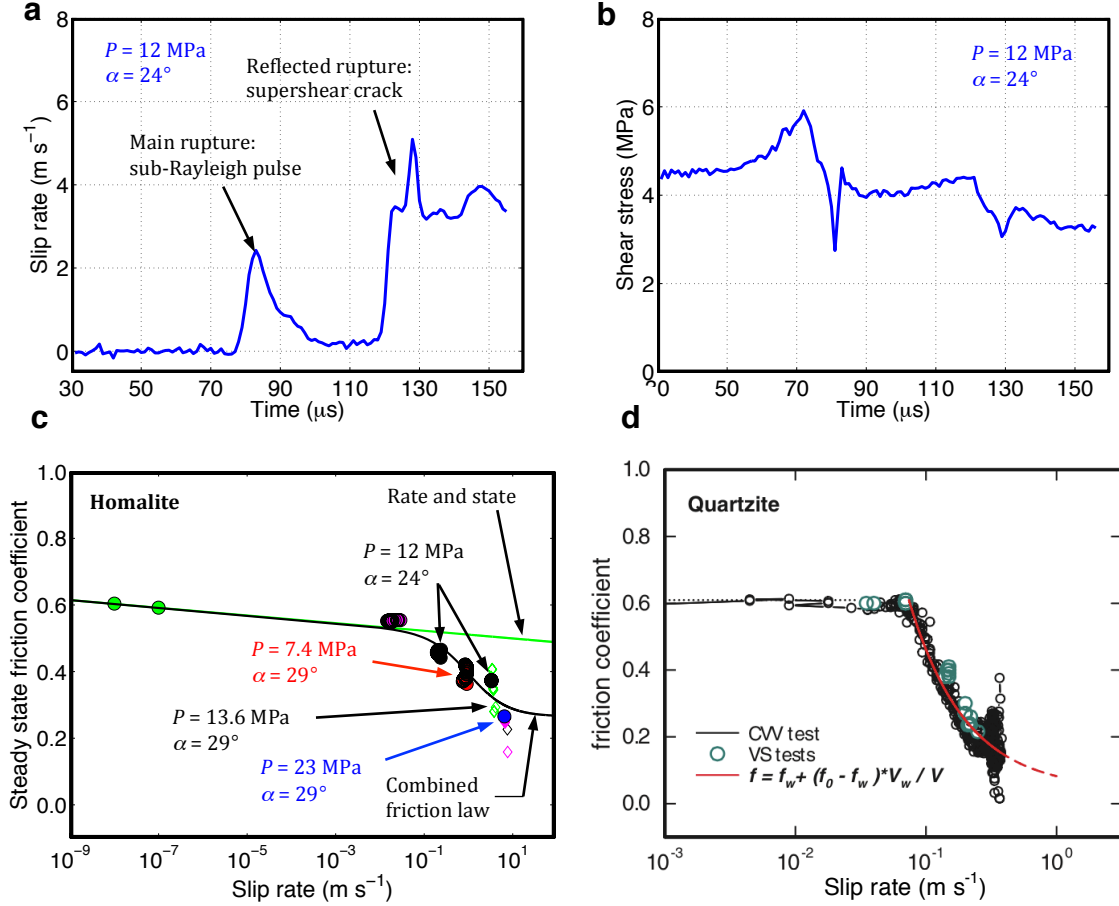 a
8
6
4
2
0
Slip rate (m s⁻¹)
P = 12 MPa
α = 24°
Reflected rupture:
supershear crack
Main rupture:
sub-Rayleigh pulse
30 50 70 90 110 130 150
Time (μs)
b
8
6
4
2
0
Shear stress (MPa)
P = 12 MPa
α = 24°
50 70 90 110 130 150
Time (μs)
c
1.0
0.8
0.6
0.4
0.2
0.0
Steady state friction coefficient
Homalite
Rate and state
P = 12 MPa
α = 24°
P = 7.4 MPa
α = 29°
P = 13.6 MPa
α = 29°
P = 23 MPa
α = 29°
Combined
friction law
10⁻⁹ 10⁻⁷ 10⁻⁵ 10⁻³ 10⁻¹ 10¹
Slip rate (m s⁻¹)
d
1.0
0.8
0.6
0.4
0.2
0.0
friction coefficient
Quartzite
CVV test
VS tests
f = f_w + (f_0 - f_w )*V_w / V
10⁻³ 10⁻² 10⁻¹ 10⁰
Slip rate (m s⁻¹)